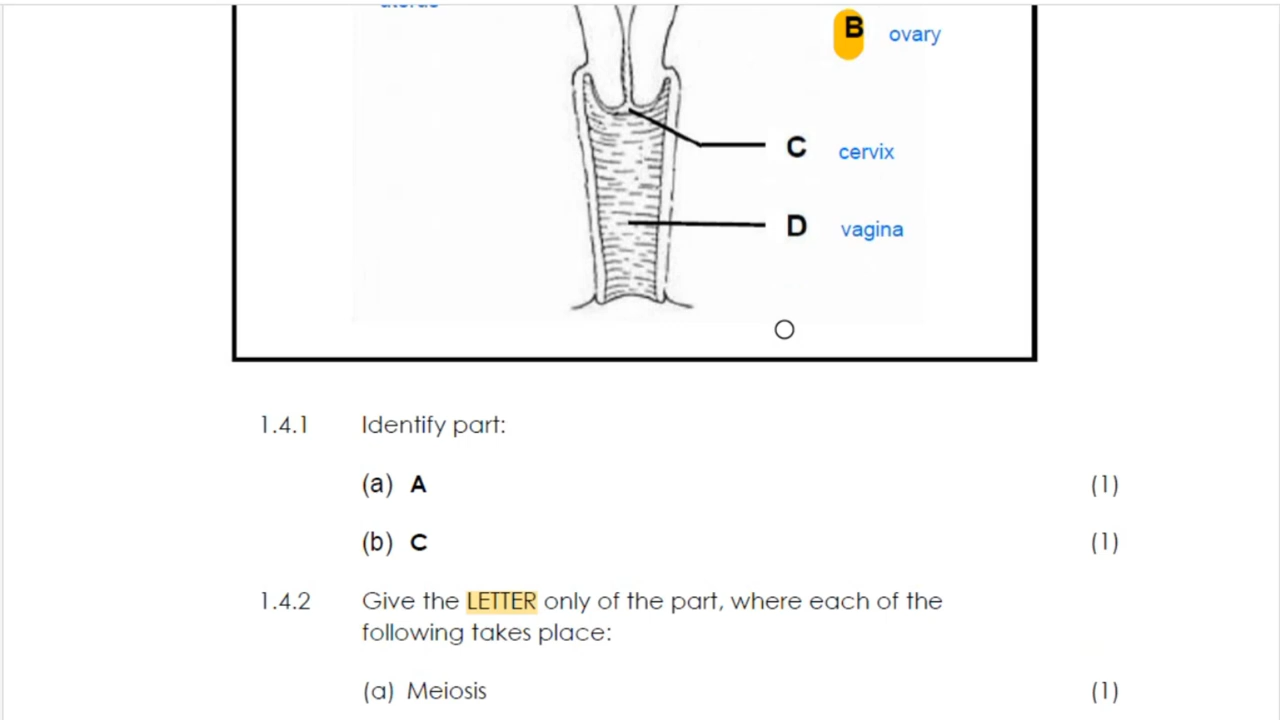 B ovary
C cervix
D vagina
1.4.1 Identify part:
(a) A (1)
(b) C (1)
1.4.2 Give the LETTER only of the part, where each of the
following takes place:
(a) Meiosis (1)